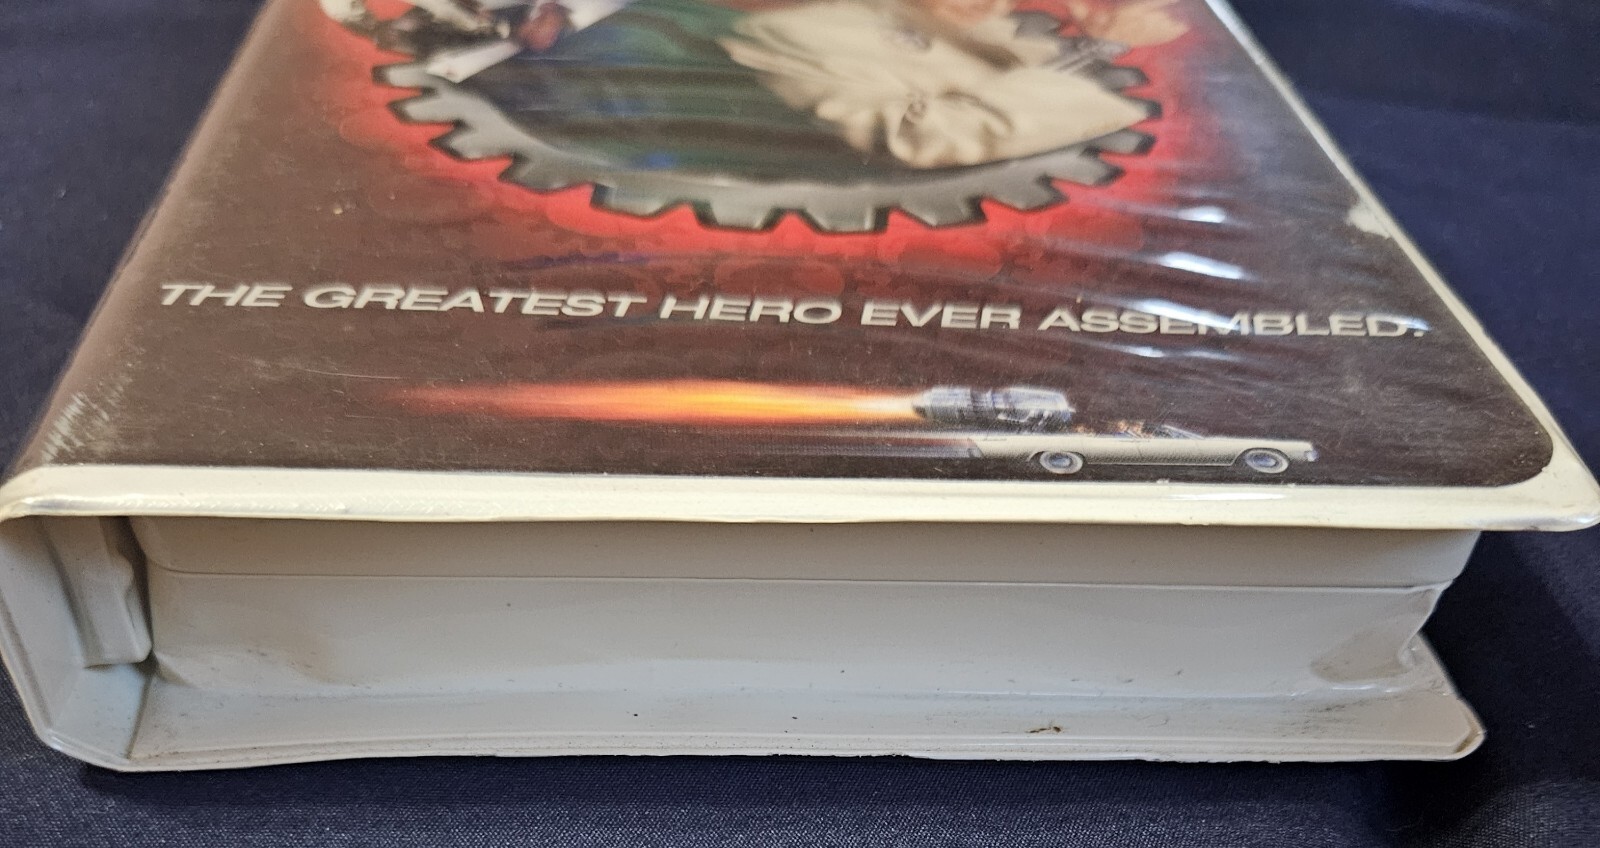 THE GREATEST HERO EVER ASSEMBLED.